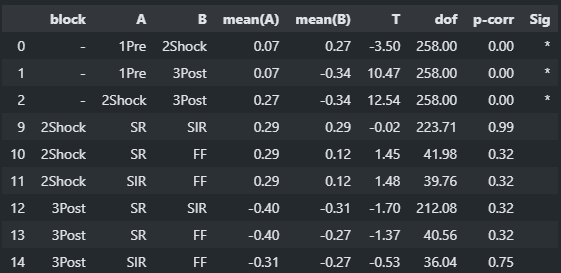 block A B mean(A) mean(B) T dof p-corr Sig
0 - 1Pre 2Shock 0.07 0.27 -3.50 258.00 0.00 *
1 - 1Pre 3Post 0.07 -0.34 10.47 258.00 0.00 *
2 - 2Shock 3Post 0.27 -0.34 12.54 258.00 0.00 *
9 2Shock SR SIR 0.29 0.29 -0.02 223.71 0.99
10 2Shock SR FF 0.29 0.12 1.45 41.98 0.32
11 2Shock SIR FF 0.29 0.12 1.48 39.76 0.32
12 3Post SR SIR -0.40 -0.31 -1.70 212.08 0.32
13 3Post SR FF -0.40 -0.27 -1.37 40.56 0.32
14 3Post SIR FF -0.31 -0.27 -0.53 36.04 0.75